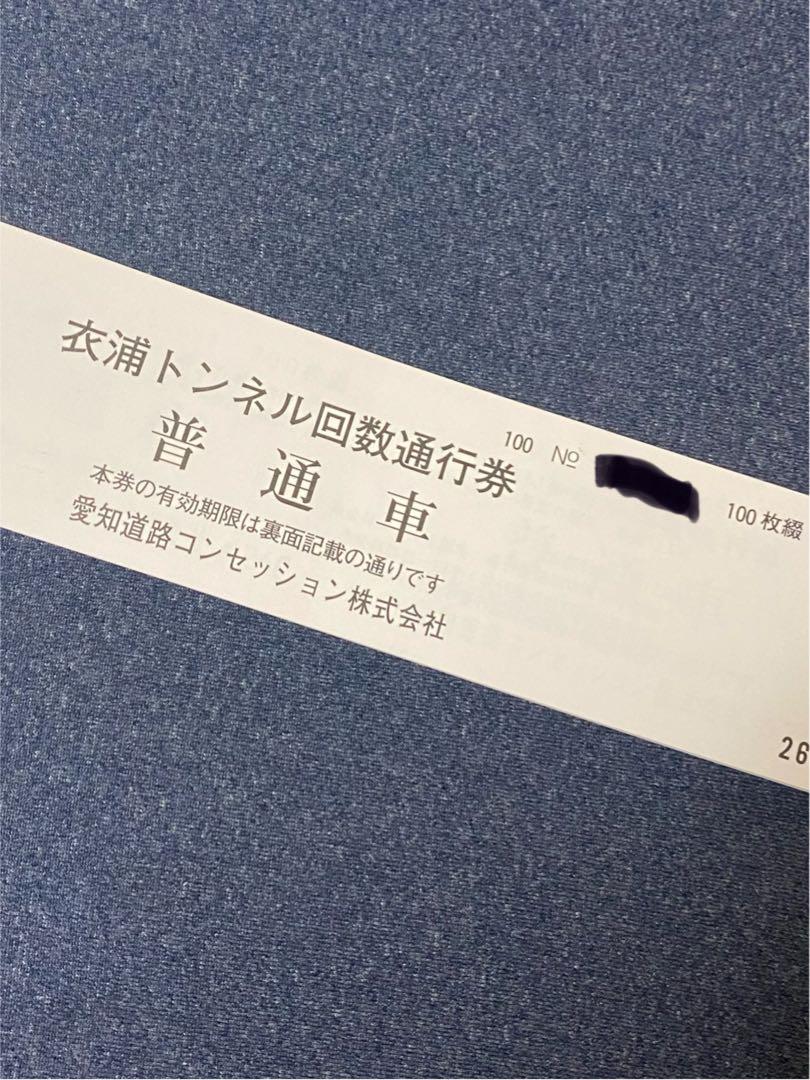 衣浦トンネル回数通行券
100 No 100枚綴
普通車
本券の有効期限は裏面記載の通りです
愛知道路コンセッション株式会社
26